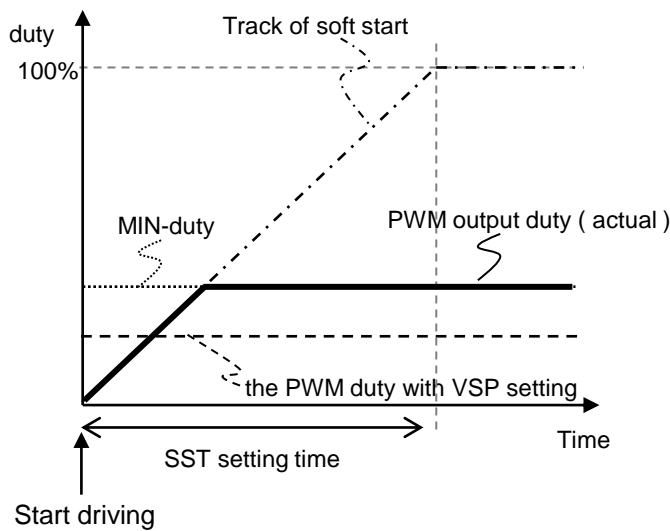 duty
Track of soft start
100%
MIN-duty
PWM output duty ( actual )
the PWM duty with VSP setting
Time
SST setting time
Start driving